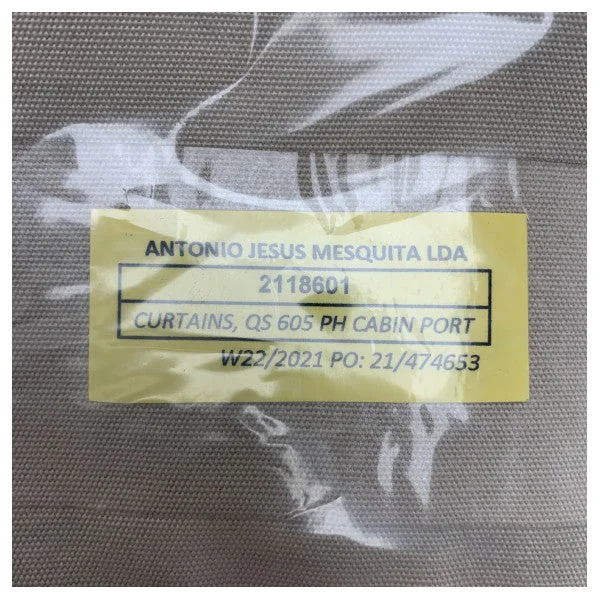 ANTONIO JESUS MESQUITA LDA
2118601
CURTAINS, QS 605 PH CABIN PORT
W22/2021 PO: 21/474653